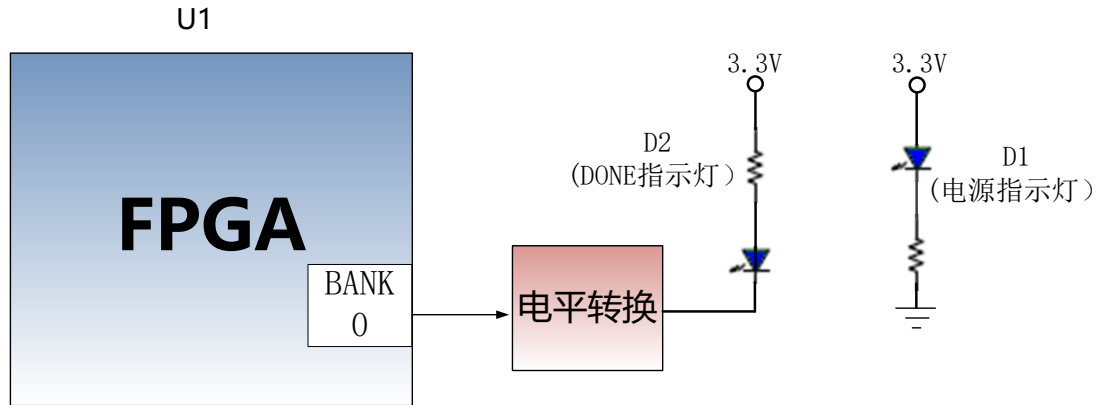 U1
FPGA
BANK
0
电平转换
3.3V
D2
(DONE指示灯）
3.3V
D1
(电源指示灯）